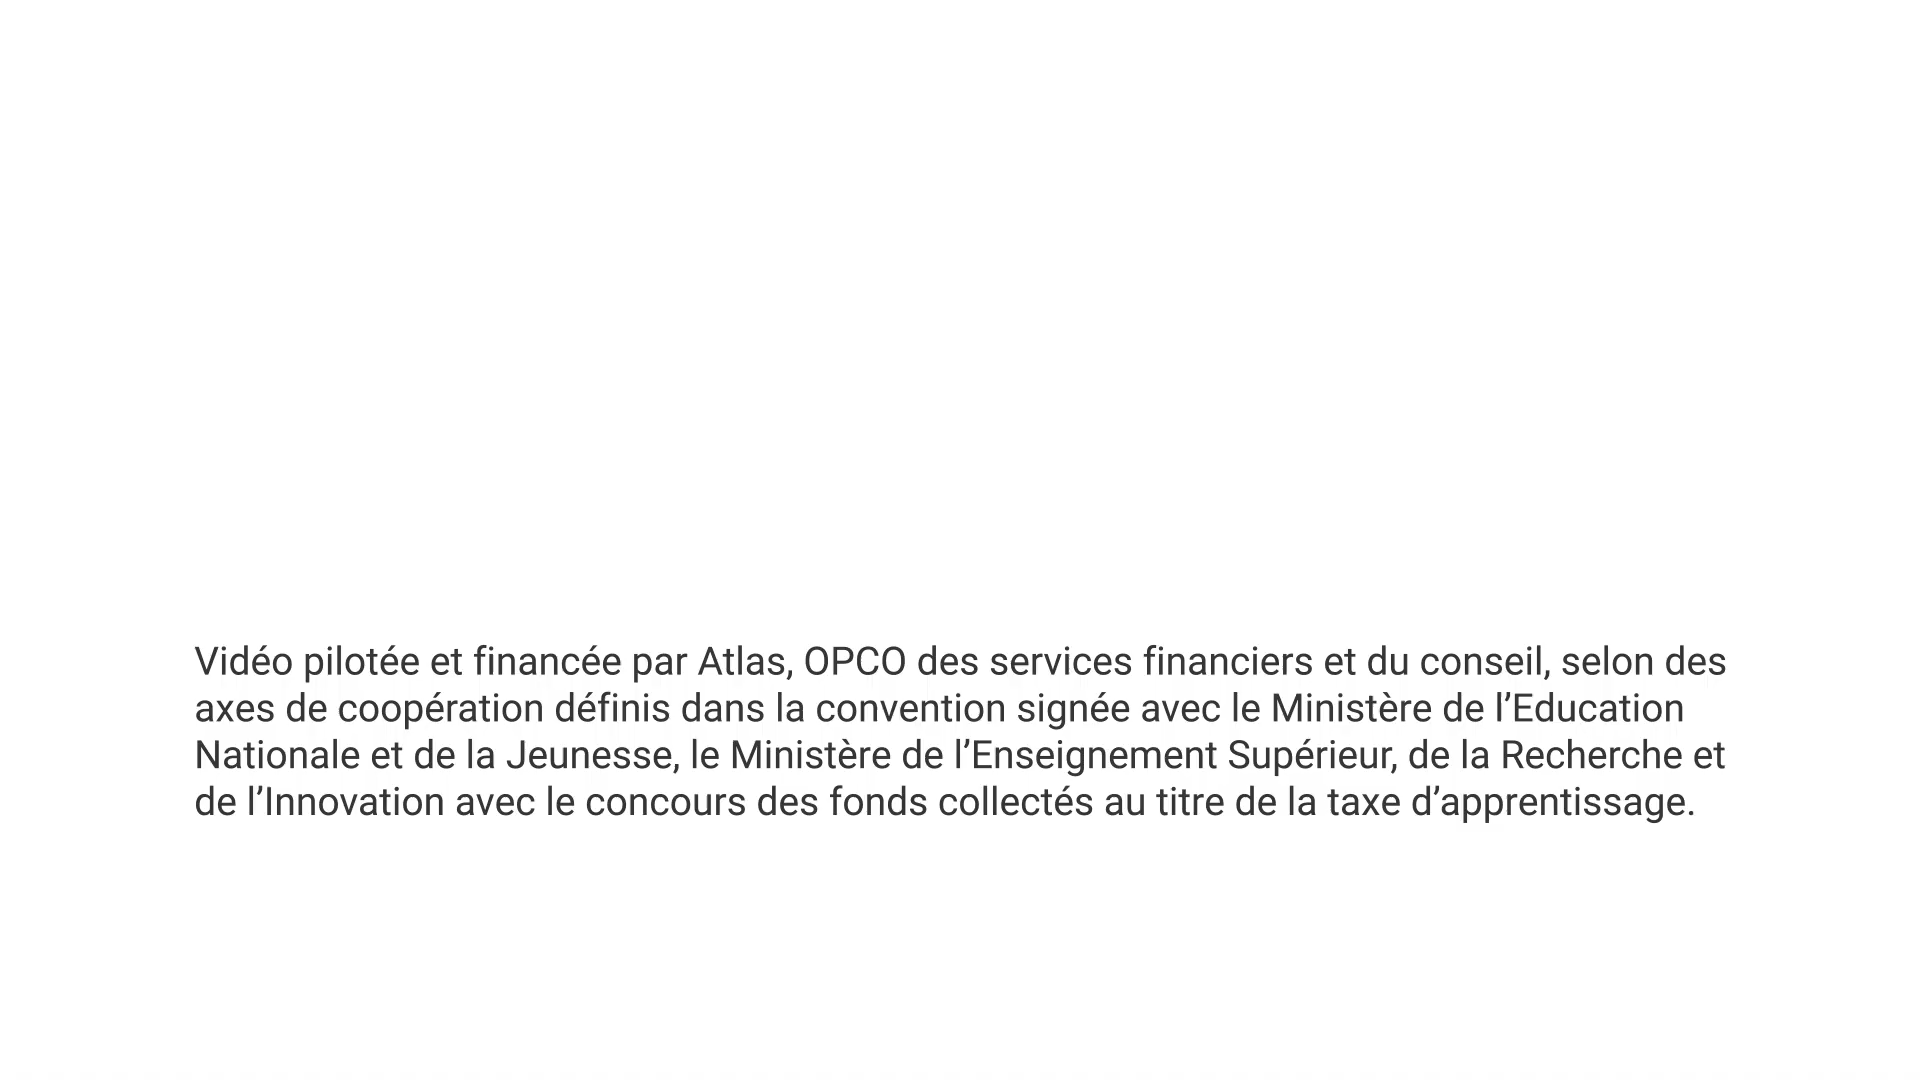 Vidéo pilotée et financée par Atlas, OPCO des services financiers et du conseil, selon des
axes de coopération définis dans la convention signée avec le Ministère de l’Education
Nationale et de la Jeunesse, le Ministère de l’Enseignement Supérieur, de la Recherche et
de l’Innovation avec le concours des fonds collectés au titre de la taxe d’apprentissage.